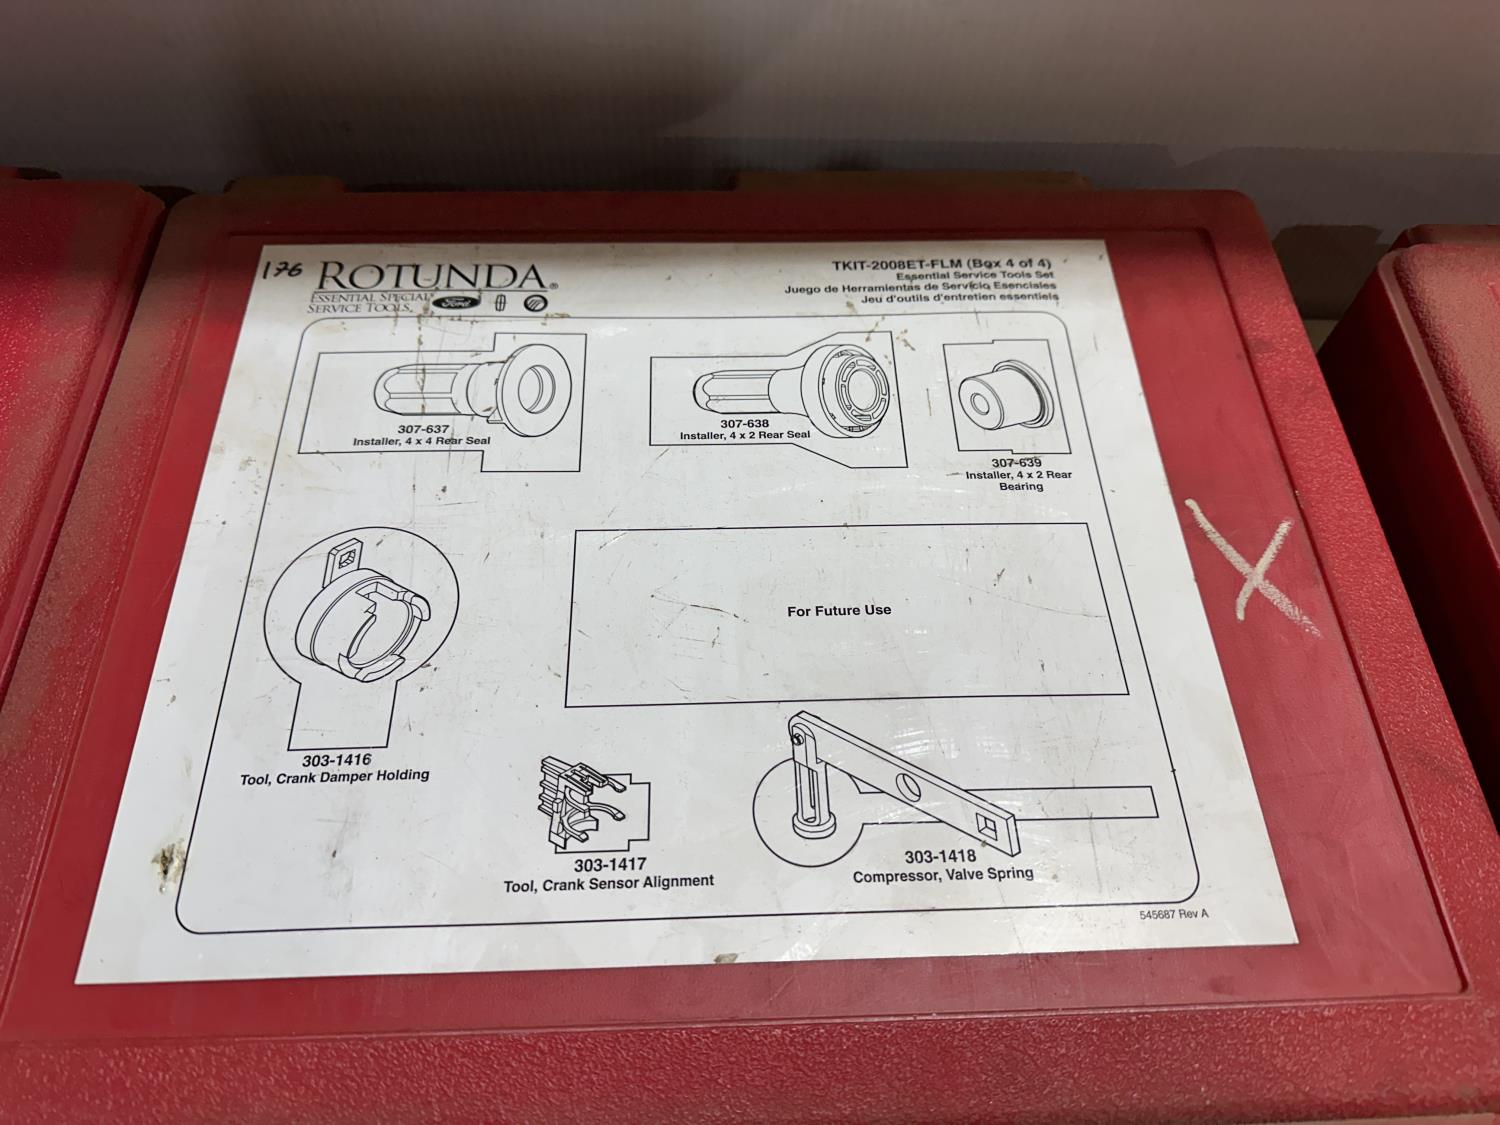 176
ROTUNDA®
ESSENTIAL SPECIAL
SERVICE TOOLS
Ford
TKIT-2008ET-FLM (Box 4 of 4)
Essential Service Tools Set
Juego de Herramientas de Servicio Esenciales
Jeu d'outils d'entretien essentiels
307-637
Installer, 4 x 4 Rear Seal
307-638
Installer, 4 x 2 Rear Seal
307-639
Installer, 4 x 2 Rear
Bearing
For Future Use
303-1416
Tool, Crank Damper Holding
303-1417
Tool, Crank Sensor Alignment
303-1418
Compressor, Valve Spring
545687 Rev A
X